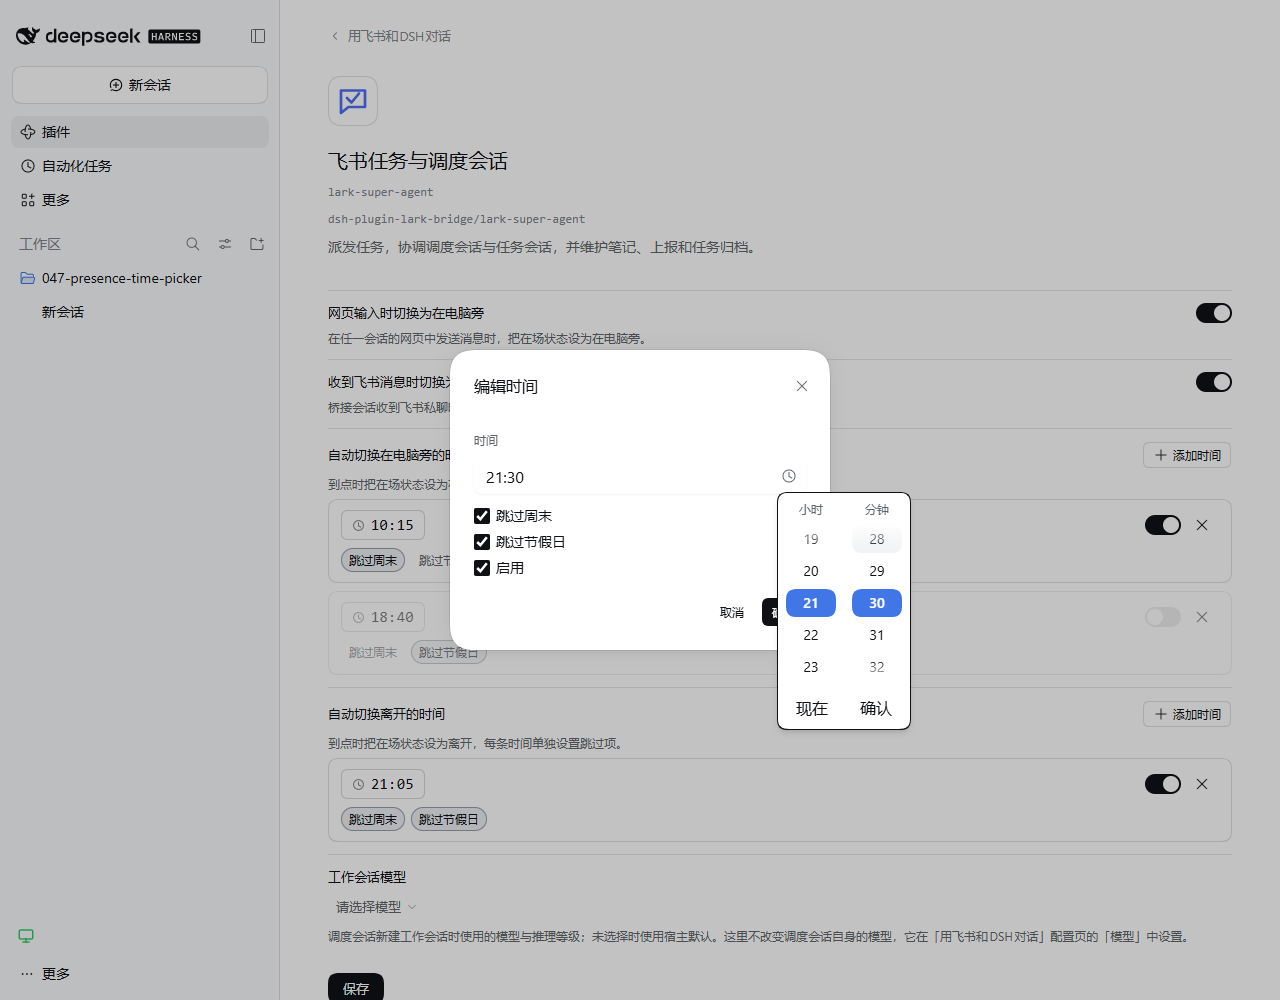 deepseek HARNESS
新会话
插件
自动化任务
更多
工作区
047-presence-time-picker
新会话
更多
用飞书和DSH对话
飞书任务与调度会话
lark-super-agent
dsh-plugin-lark-bridge/lark-super-agent
派发任务，协调调度会话与任务会话，并维护笔记、上报和任务归档。
网页输入时切换为在电脑旁
在任一会话的网页中发送消息时，把在场状态设为在电脑旁。
收到飞书消息时切换为
桥接会话收到飞书私聊
自动切换在电脑旁的时
添加时间
到点时把在场状态设为
10:15
跳过周末
跳过节
18:40
跳过周末
跳过节假日
编辑时间
时间
21:30
跳过周末
跳过节假日
启用
取消
小时 分钟
19 28
20 29
21 30
22 31
23 32
现在 确认
自动切换离开的时间
添加时间
到点时把在场状态设为离开，每条时间单独设置跳过项。
21:05
跳过周末
跳过节假日
工作会话模型
请选择模型
调度会话新建工作会话时使用的模型与推理等级；未选择时使用宿主默认。这里不改变调度会话自身的模型，它在「用飞书和DSH对话」配置页的「模型」中设置。
保存